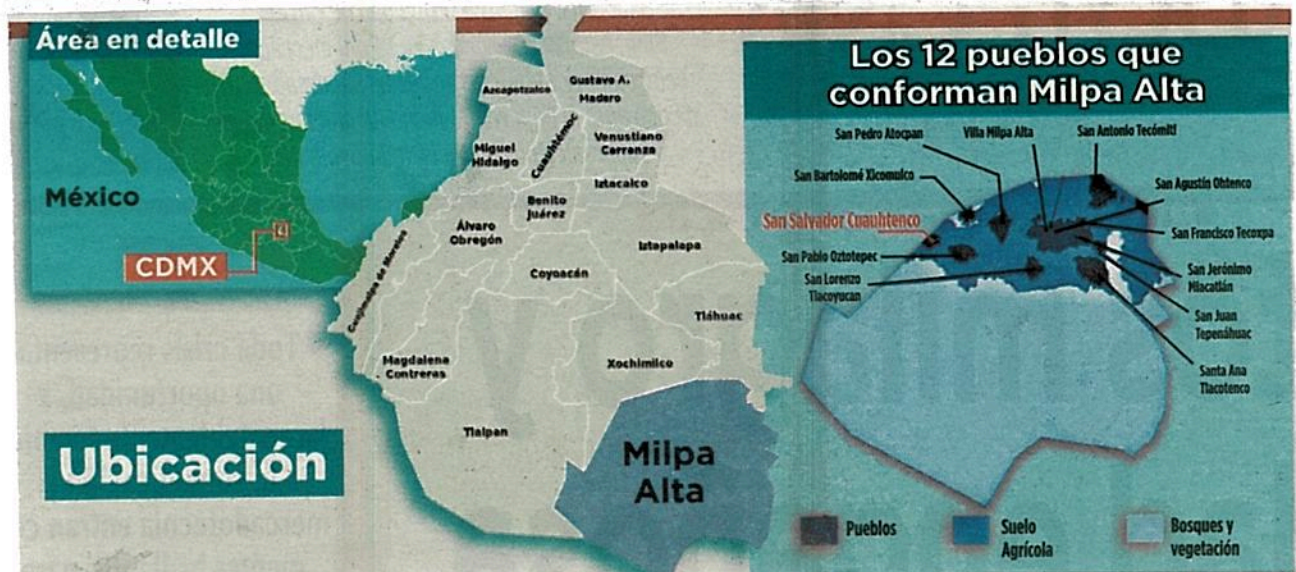 Área en detalle
México
CDMX
Ubicación
Azcapotzalco
Gustavo A.
Madero
Miguel
Hidalgo
Cuauhtémoc
Venustiano
Carranza
Iztacalco
Benito
Juárez
Álvaro
Obregón
Cuajimalpa de Morelos
Iztapalapa
Coyoacán
Tláhuac
Magdalena
Contreras
Xochimilco
Tlalpan
Milpa
Alta
Los 12 pueblos que
conforman Milpa Alta
San Pedro Atocpan
Villa Milpa Alta
San Antonio Tecómitl
San Bartolomé Xicomulco
San Agustín Ohtenco
San Salvador Cuauhtenco
San Francisco Tecoxpa
San Pablo Oztotepec
San Jerónimo
Miacatlán
San Lorenzo
Tlacoyucan
San Juan
Tepenáhuac
Santa Ana
Tlacotenco
Pueblos
Suelo
Agrícola
Bosques y
vegetación